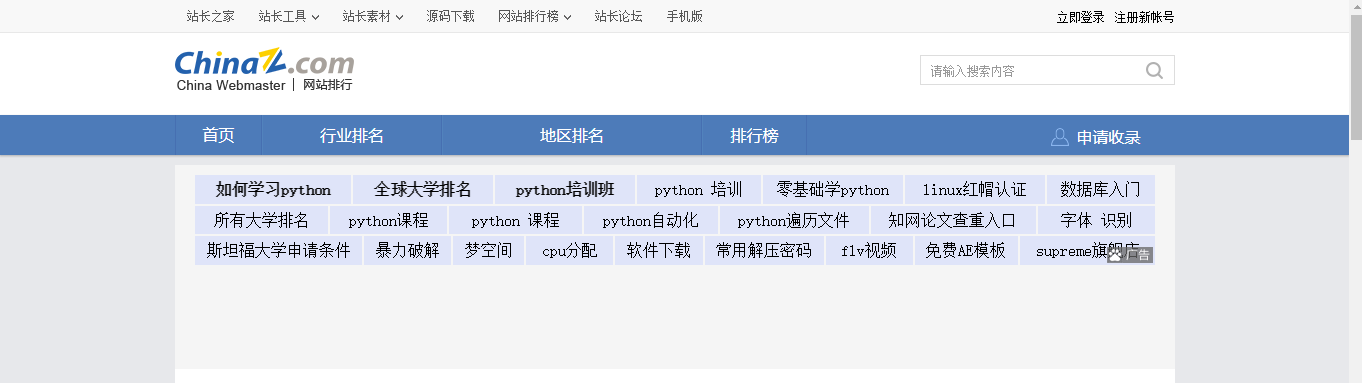 站长之家 站长工具 站长素材 源码下载 网站排行榜 站长论坛 手机版 立即登录 注册新帐号
ChinaZ.com
China Webmaster | 网站排行
请输入搜索内容
首页 行业排名 地区排名 排行榜 申请收录
如何学习python 全球大学排名 python培训班 python 培训 零基础学python linux红帽认证 数据库入门
所有大学排名 python课程 python 课程 python自动化 python遍历文件 知网论文查重入口 字体 识别
斯坦福大学申请条件 暴力破解 梦空间 cpu分配 软件下载 常用解压密码 flv视频 免费AE模板 supreme旗舰店
广告